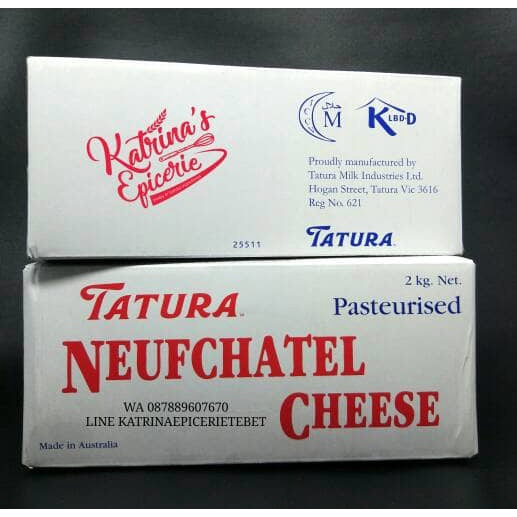 Katrina's
Epicerie
حلال
M
KLBD-D
Proudly manufactured by
Tatura Milk Industries Ltd.
Hogan Street, Tatura Vic 3616
Reg No. 621
25511
TATURA
TATURA
2 kg. Net.
Pasteurised
NEUFCHATEL
CHEESE
WA 087889607670
LINE KATRINAEPICERIETEBET
Made in Australia